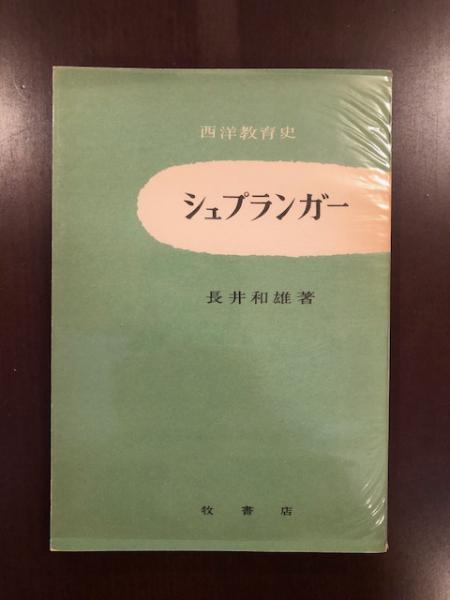 西洋教育史
シュプランガー
長井和雄著
牧書店